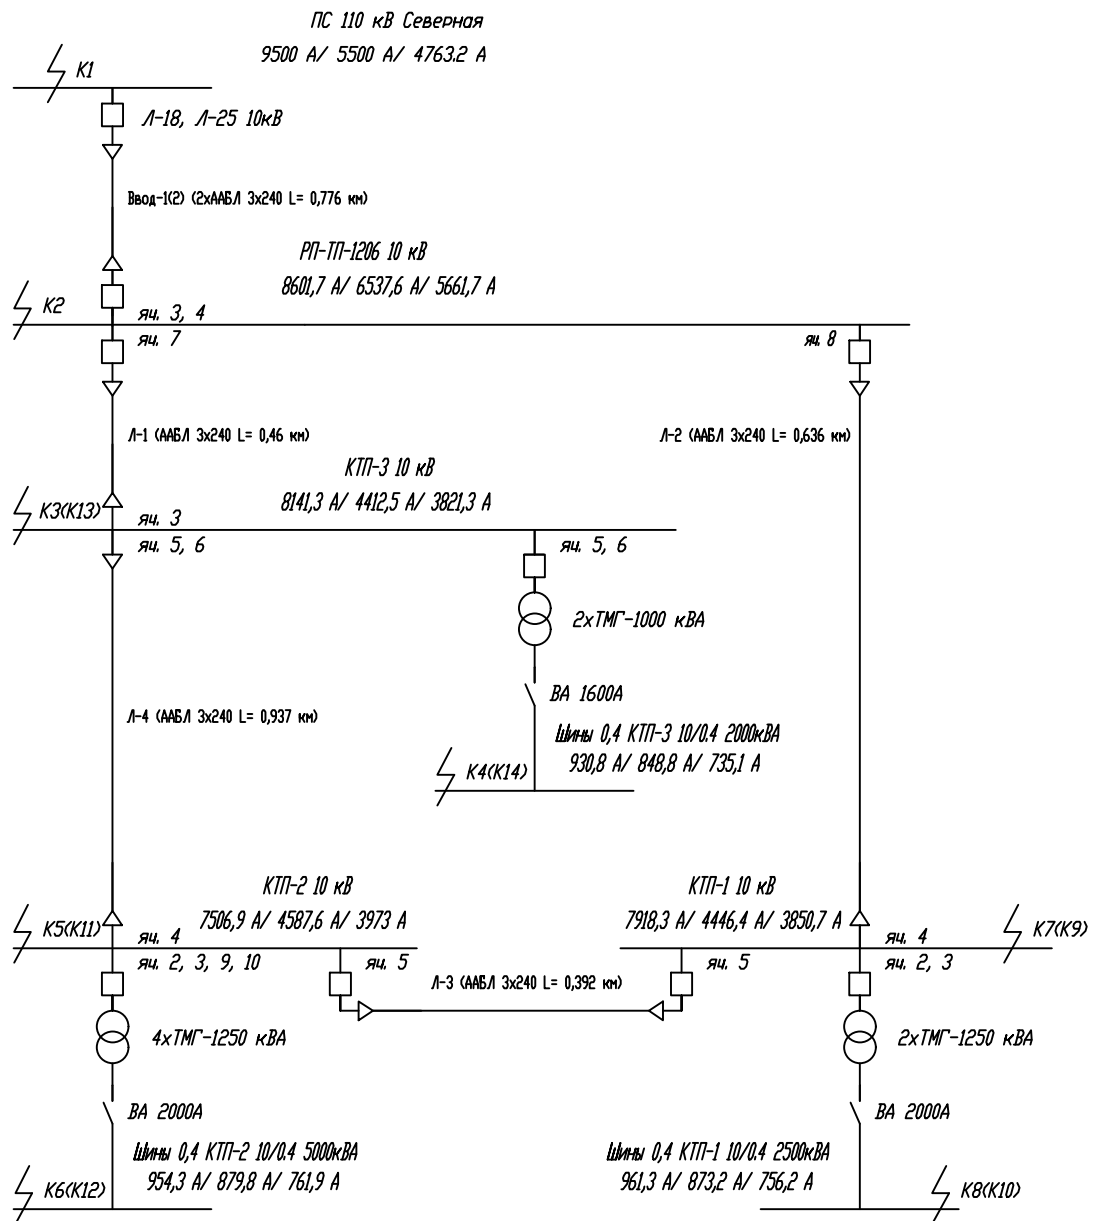 ПС 110 кВ Северная
9500 А/ 5500 А/ 4763.2 А
К1
Л-18, Л-25 10кВ
Ввод-1(2) (2хААБЛ 3х240 L= 0,776 км)
РП-ТП-1206 10 кВ
8601,7 А/ 6537,6 А/ 5661,7 А
К2
яч. 3, 4
яч. 7
яч. 8
Л-1 (ААБЛ 3х240 L= 0,46 км)
Л-2 (ААБЛ 3х240 L= 0,636 км)
КТП-3 10 кВ
8141,3 А/ 4412,5 А/ 3821,3 А
К3(К13)
яч. 3
яч. 5, 6
яч. 5, 6
2хТМГ-1000 кВА
ВА 1600А
Л-4 (ААБЛ 3х240 L= 0,937 км)
Шины 0,4 КТП-3 10/0.4 2000кВА
930,8 А/ 848,8 А/ 735,1 А
К4(К14)
КТП-2 10 кВ
7506,9 А/ 4587,6 А/ 3973 А
КТП-1 10 кВ
7918,3 А/ 4446,4 А/ 3850,7 А
К5(К11)
яч. 4
яч. 4
К7(К9)
яч. 2, 3, 9, 10
яч. 5
яч. 5
яч. 2, 3
Л-3 (ААБЛ 3х240 L= 0,392 км)
4хТМГ-1250 кВА
2хТМГ-1250 кВА
ВА 2000А
ВА 2000А
Шины 0,4 КТП-2 10/0.4 5000кВА
954,3 А/ 879,8 А/ 761,9 А
Шины 0,4 КТП-1 10/0.4 2500кВА
961,3 А/ 873,2 А/ 756,2 А
К6(К12)
К8(К10)